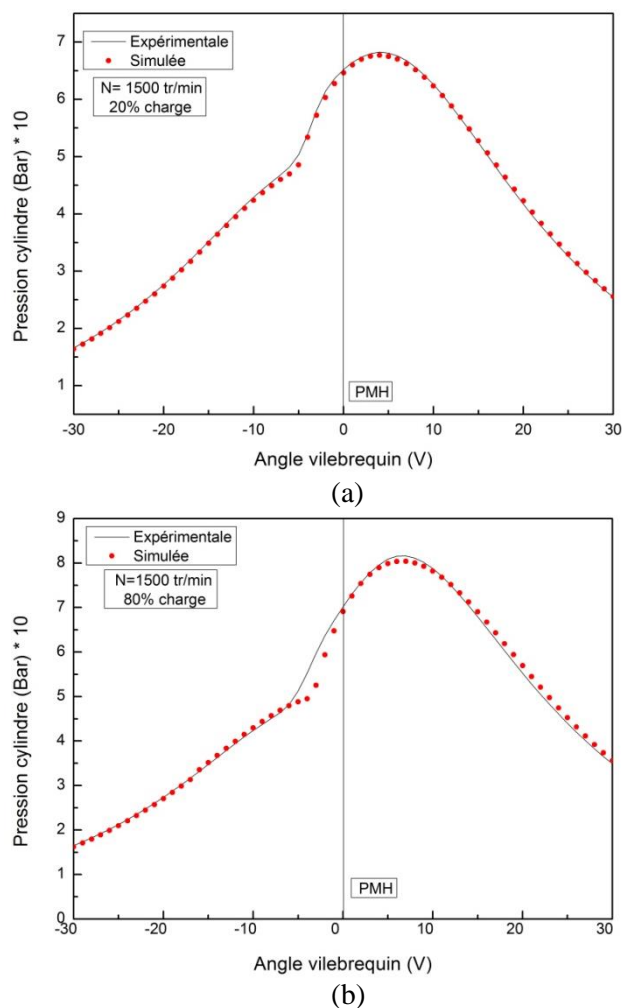 7
6
5
4
3
2
1
Pression cylindre (Bar) * 10
Expérimentale
Simulée
N= 1500 tr/min
20% charge
PMH
-30
-20
-10
0
10
20
30
Angle vilebrequin (V)
(a)
9
8
7
6
5
4
3
2
1
0
Pression cylindre (Bar) * 10
Expérimentale
Simulée
N=1500 tr/min
80% charge
PMH
-30
-20
-10
0
10
20
30
Angle vilebrequin (V)
(b)